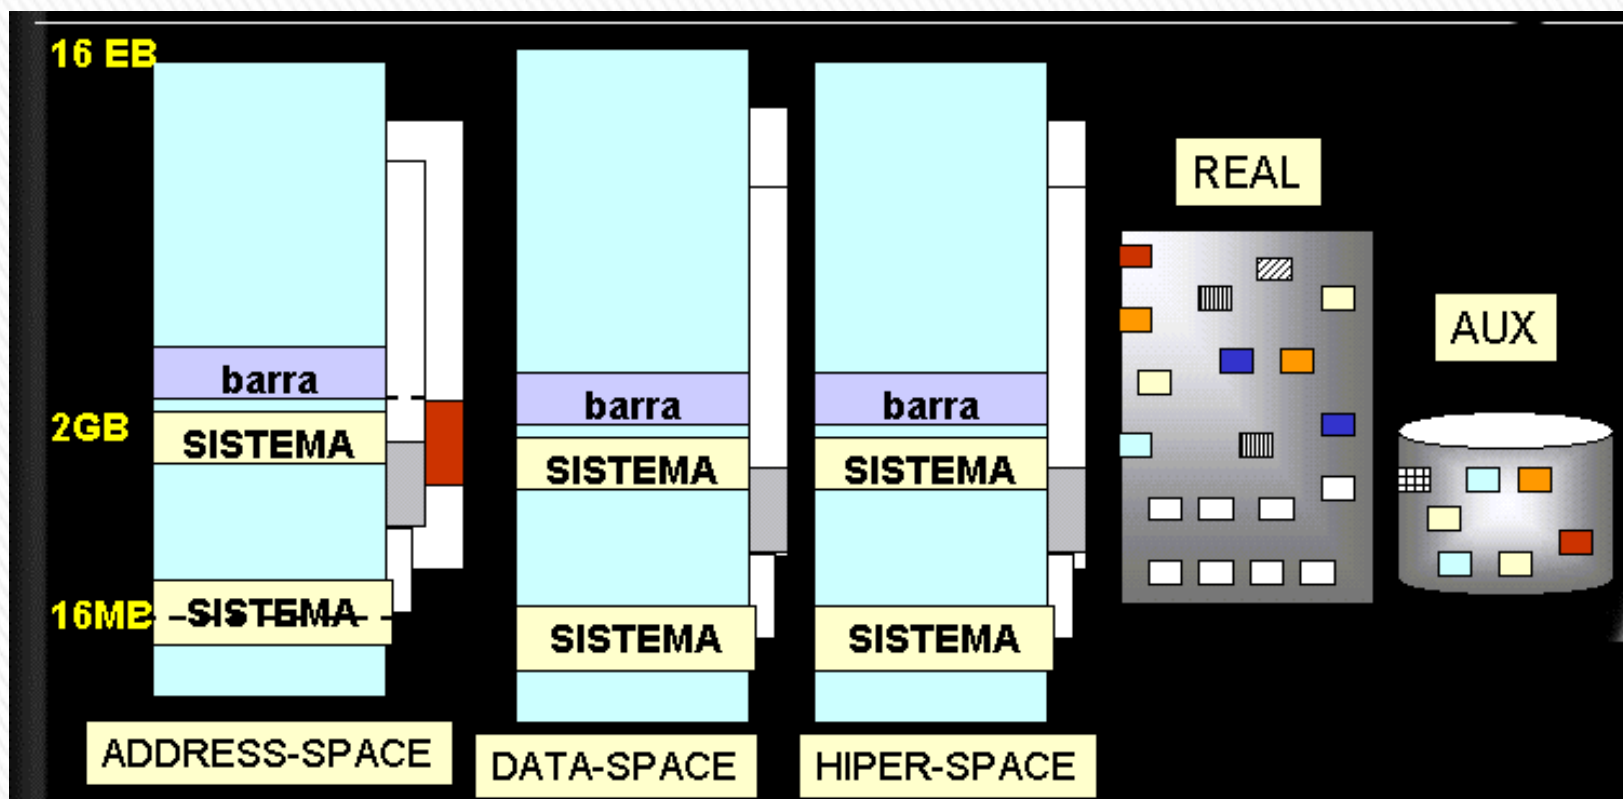 16 EB
2GB
16MB
barra
SISTEMA
SISTEMA
ADDRESS-SPACE
barra
SISTEMA
SISTEMA
DATA-SPACE
barra
SISTEMA
SISTEMA
HIPER-SPACE
REAL
AUX